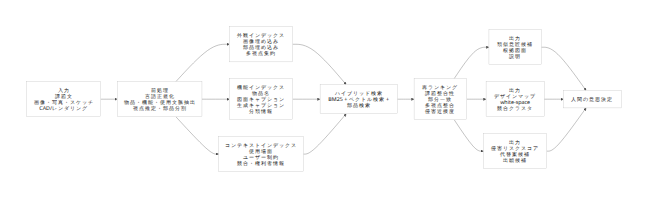 入力
課題文
画像・写真・スケッチ
CAD/レンダリング
前処理
言語正規化
物品・機能・使用文脈抽出
視点推定・部品分割
外観インデックス
画像埋め込み
部品埋め込み
多視点集約
機能インデックス
物品名
図面キャプション
生成キャプション
分類情報
コンテキストインデックス
使用場面
ユーザー制約
競合・権利者情報
ハイブリッド検索
BM25＋ベクトル検索＋
部品検索
再ランキング
課題整合性
部分一致
多視点整合
侵害近接度
出力
類似意匠候補
根拠図面
説明
出力
デザインマップ
white-space
競合クラスタ
出力
侵害リスクスコア
代替案候補
出願候補
人間の意思決定